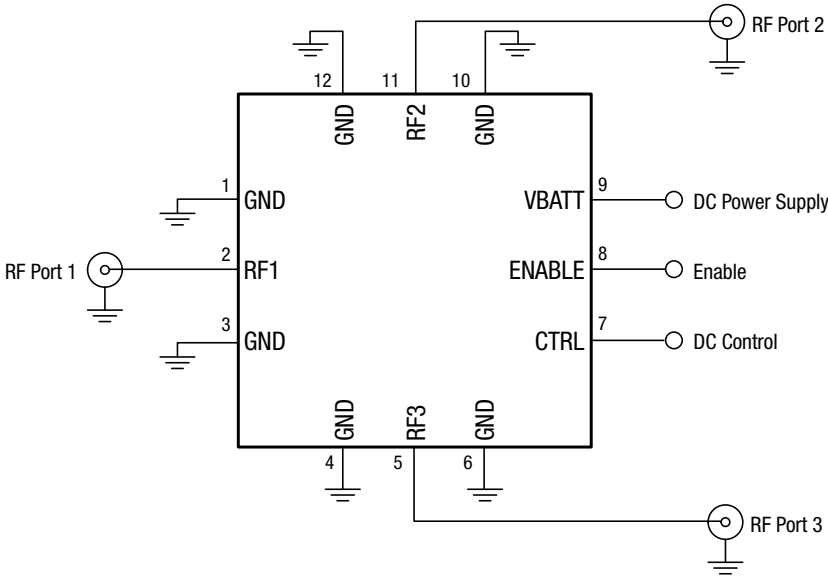 RF Port 2
12
11
10
GND
RF2
GND
1
GND
VBATT
9
DC Power Supply
RF Port 1
2
RF1
ENABLE
8
Enable
3
GND
CTRL
7
DC Control
GND
RF3
GND
4
5
6
RF Port 3